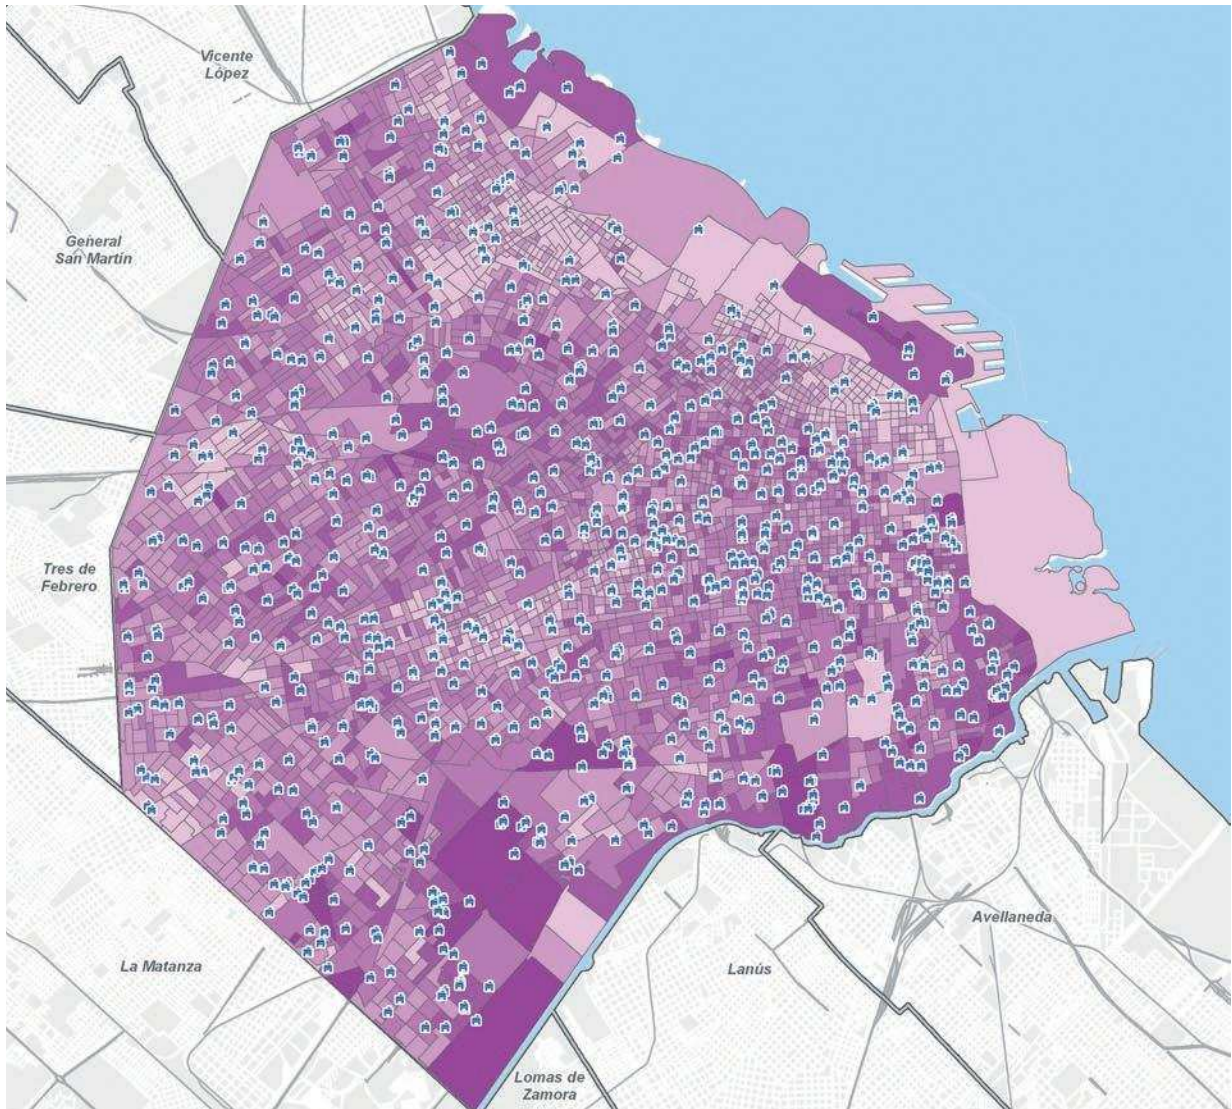 Vicente
López
General
San Martín
Tres de
Febrero
La Matanza
Lanús
Avellaneda
Lomas de
Zamora